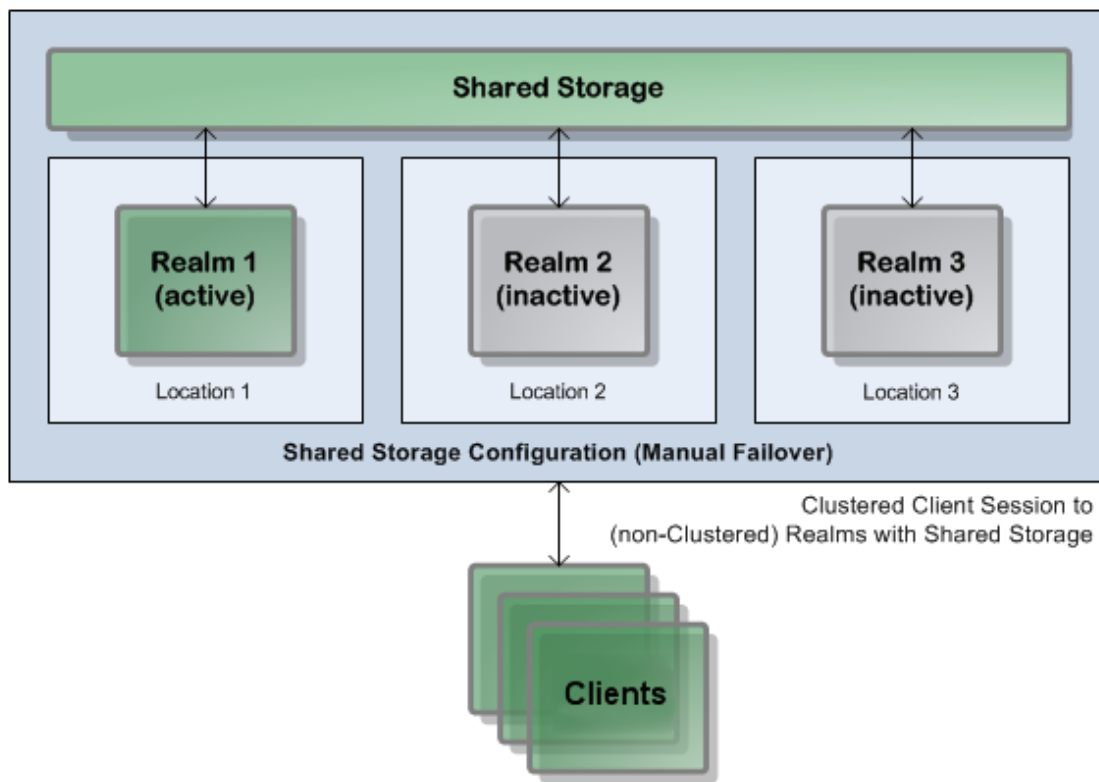 Shared Storage
Realm 1
(active)
Location 1
Realm 2
(inactive)
Location 2
Realm 3
(inactive)
Location 3
Shared Storage Configuration (Manual Failover)
Clustered Client Session to
(non-Clustered) Realms with Shared Storage
Clients